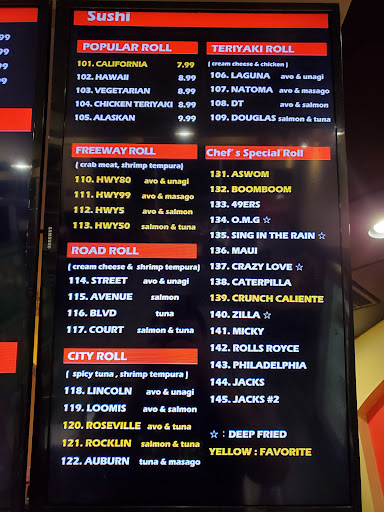 Sushi
POPULAR ROLL
101. CALIFORNIA 7.99
102. HAWAII 8.99
103. VEGETARIAN 8.99
104. CHICKEN TERIYAKI 8.99
105. ALASKAN 9.99
FREEWAY ROLL
( crab meat, shrimp tempura)
110. HWY80 avo & unagi
111. HWY99 avo & masago
112. HWY5 avo & salmon
113. HWY50 salmon & tuna
ROAD ROLL
(cream cheese & shrimp tempura)
114. STREET avo & unagi
115. AVENUE salmon
116. BLVD tuna
117. COURT salmon & tuna
CITY ROLL
( spicy tuna , shrimp tempura )
118. LINCOLN avo & unagi
119. LOOMIS avo & salmon
120. ROSEVILLE avo & tuna
121. ROCKLIN salmon & tuna
122. AUBURN tuna & masago
TERIYAKI ROLL
( cream cheese & chicken )
106. LAGUNA avo & unagi
107. NATOMA avo & masago
108. DT avo & salmon
109. DOUGLAS salmon & tuna
Chef's Special Roll
131. ASWOM
132. BOOMBOOM
133. 49ERS
134. O.M.G ☆
135. SING IN THE RAIN ☆
136. MAUI
137. CRAZY LOVE ☆
138. CATERPILLA
139. CRUNCH CALIENTE
140. ZILLA ☆
141. MICKY
142. ROLLS ROYCE
143. PHILADELPHIA
144. JACKS
145. JACKS #2
☆ : DEEP FRIED
YELLOW : FAVORITE
SAMSUNG